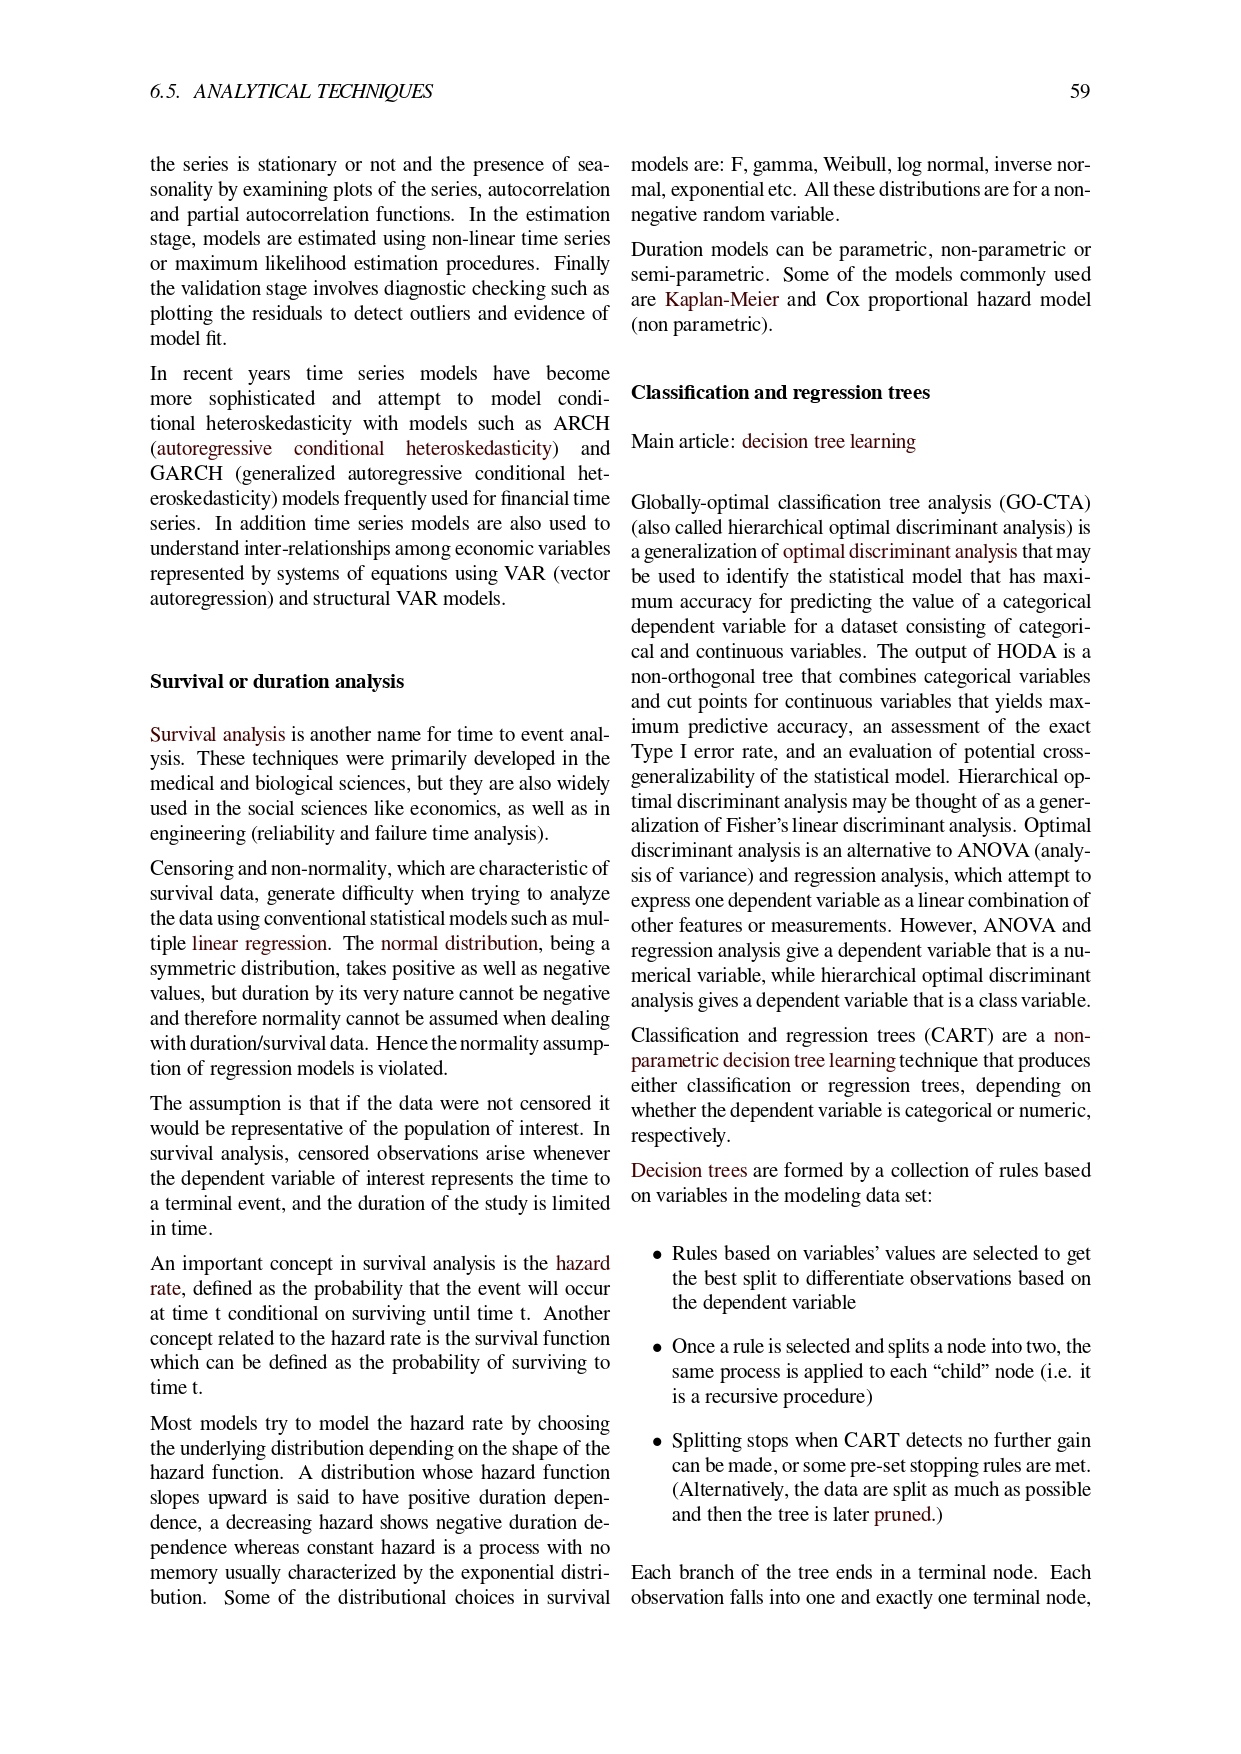 6.5. ANALYTICAL TECHNIQUES 59
the series is stationary or not and the presence of sea-
sonality by examining plots of the series, autocorrelation
and partial autocorrelation functions. In the estimation
stage, models are estimated using non-linear time series
or maximum likelihood estimation procedures. Finally
the validation stage involves diagnostic checking such as
plotting the residuals to detect outliers and evidence of
model fit.
In recent years time series models have become
more sophisticated and attempt to model condi-
tional heteroskedasticity with models such as ARCH
(autoregressive conditional heteroskedasticity) and
GARCH (generalized autoregressive conditional het-
eroskedasticity) models frequently used for financial time
series. In addition time series models are also used to
understand inter-relationships among economic variables
represented by systems of equations using VAR (vector
autoregression) and structural VAR models.
Survival or duration analysis
Survival analysis is another name for time to event anal-
ysis. These techniques were primarily developed in the
medical and biological sciences, but they are also widely
used in the social sciences like economics, as well as in
engineering (reliability and failure time analysis).
Censoring and non-normality, which are characteristic of
survival data, generate difficulty when trying to analyze
the data using conventional statistical models such as mul-
tiple linear regression. The normal distribution, being a
symmetric distribution, takes positive as well as negative
values, but duration by its very nature cannot be negative
and therefore normality cannot be assumed when dealing
with duration/survival data. Hence the normality assump-
tion of regression models is violated.
The assumption is that if the data were not censored it
would be representative of the population of interest. In
survival analysis, censored observations arise whenever
the dependent variable of interest represents the time to
a terminal event, and the duration of the study is limited
in time.
An important concept in survival analysis is the hazard
rate, defined as the probability that the event will occur
at time t conditional on surviving until time t. Another
concept related to the hazard rate is the survival function
which can be defined as the probability of surviving to
time t.
Most models try to model the hazard rate by choosing
the underlying distribution depending on the shape of the
hazard function. A distribution whose hazard function
slopes upward is said to have positive duration depen-
dence, a decreasing hazard shows negative duration de-
pendence whereas constant hazard is a process with no
memory usually characterized by the exponential distri-
bution. Some of the distributional choices in survival
models are: F, gamma, Weibull, log normal, inverse nor-
mal, exponential etc. All these distributions are for a non-
negative random variable.
Duration models can be parametric, non-parametric or
semi-parametric. Some of the models commonly used
are Kaplan-Meier and Cox proportional hazard model
(non parametric).
Classification and regression trees
Main article: decision tree learning
Globally-optimal classification tree analysis (GO-CTA)
(also called hierarchical optimal discriminant analysis) is
a generalization of optimal discriminant analysis that may
be used to identify the statistical model that has maxi-
mum accuracy for predicting the value of a categorical
dependent variable for a dataset consisting of categori-
cal and continuous variables. The output of HODA is a
non-orthogonal tree that combines categorical variables
and cut points for continuous variables that yields max-
imum predictive accuracy, an assessment of the exact
Type I error rate, and an evaluation of potential cross-
generalizability of the statistical model. Hierarchical op-
timal discriminant analysis may be thought of as a gener-
alization of Fisher’s linear discriminant analysis. Optimal
discriminant analysis is an alternative to ANOVA (analy-
sis of variance) and regression analysis, which attempt to
express one dependent variable as a linear combination of
other features or measurements. However, ANOVA and
regression analysis give a dependent variable that is a nu-
merical variable, while hierarchical optimal discriminant
analysis gives a dependent variable that is a class variable.
Classification and regression trees (CART) are a non-
parametric decision tree learning technique that produces
either classification or regression trees, depending on
whether the dependent variable is categorical or numeric,
respectively.
Decision trees are formed by a collection of rules based
on variables in the modeling data set:
• Rules based on variables’ values are selected to get
the best split to differentiate observations based on
the dependent variable
• Once a rule is selected and splits a node into two, the
same process is applied to each “child” node (i.e. it
is a recursive procedure)
• Splitting stops when CART detects no further gain
can be made, or some pre-set stopping rules are met.
(Alternatively, the data are split as much as possible
and then the tree is later pruned.)
Each branch of the tree ends in a terminal node. Each
observation falls into one and exactly one terminal node,